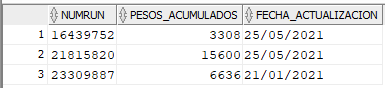 NUMRUN PESOS_ACUMULADOS FECHA_ACTUALIZACION
1 16439752 3308 25/05/2021
2 21815820 15600 25/05/2021
3 23309887 6636 21/01/2021